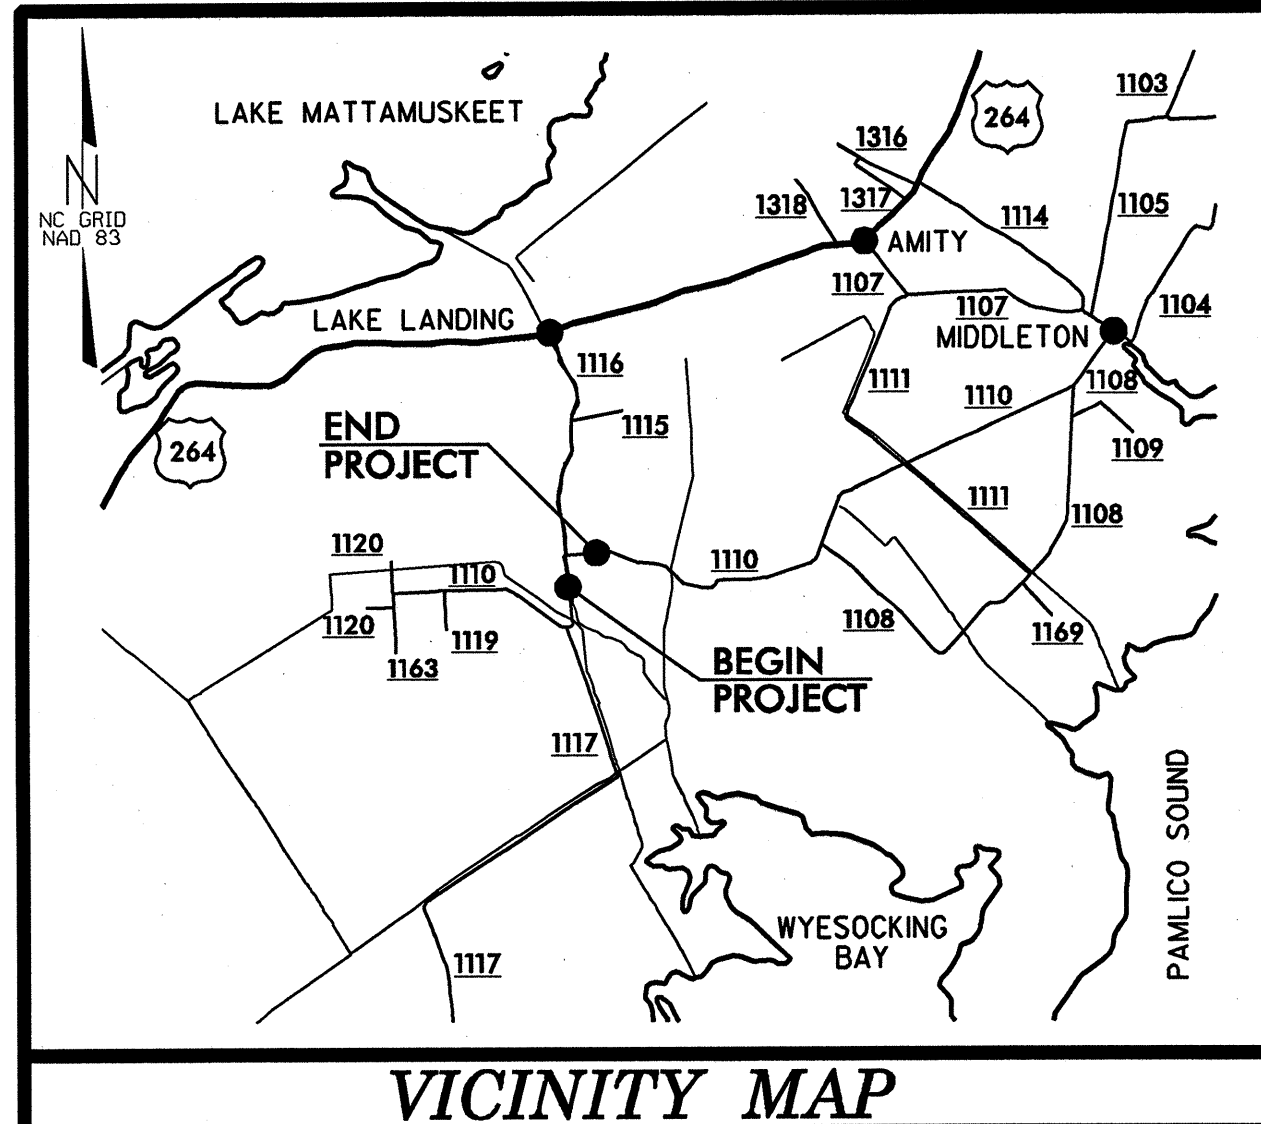 LAKE MATTAMUSKEET
264
1103
1316
1318
1317
1114
1105
N
NC GRID
NAD 83
AMITY
1107
1107
1104
LAKE LANDING
MIDDLETON
1116
1111
1110
1108
1115
END
PROJECT
264
1109
1111
1108
1120
1110
1110
1120
1119
1163
1108
1169
BEGIN
PROJECT
1117
PAMLICO SOUND
WYESOCKING
BAY
1117
VICINITY MAP